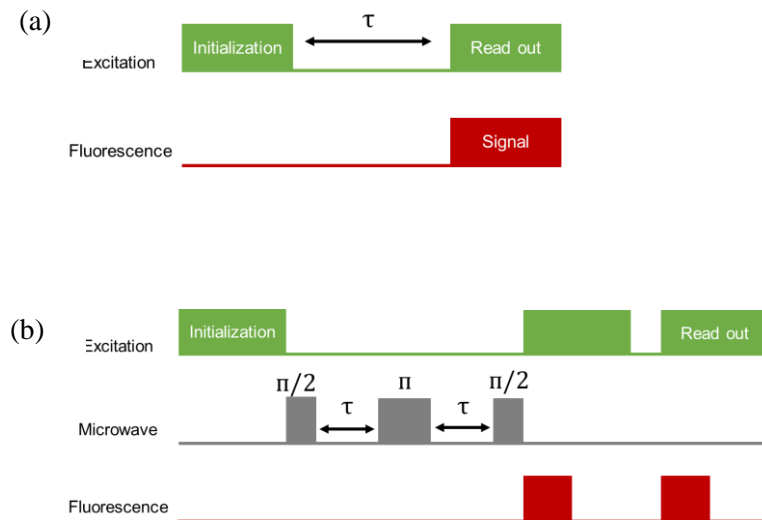 (a)
τ
Initialization
Read out
Excitation
Fluorescence
Signal
(b)
Initialization
Read out
Excitation
π/2
π
π/2
τ
τ
Microwave
Fluorescence